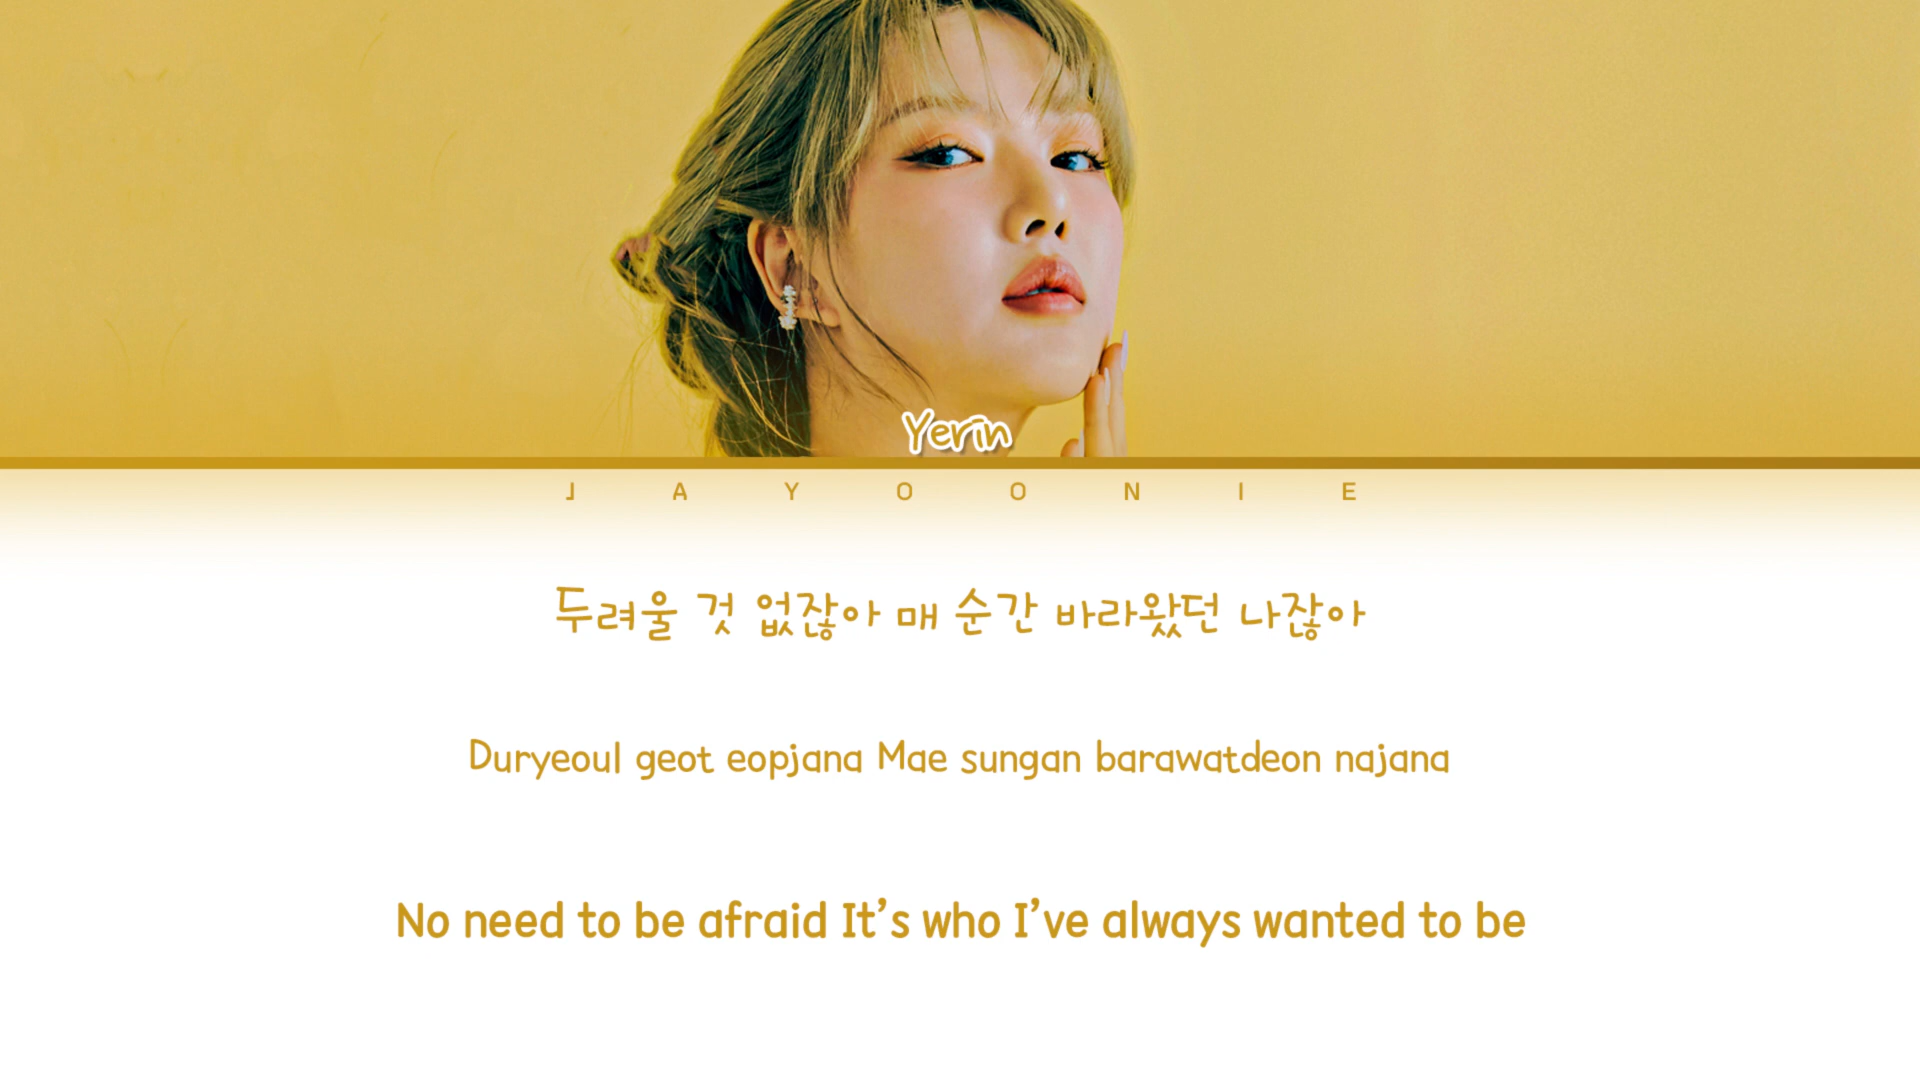 Yerin
JAYOONIE
두려울 것 없잖아 매 순간 바라왔던 나잖아
Duryeoul geot eopjana Mae sungan barawatdeon najana
No need to be afraid It’s who I’ve always wanted to be